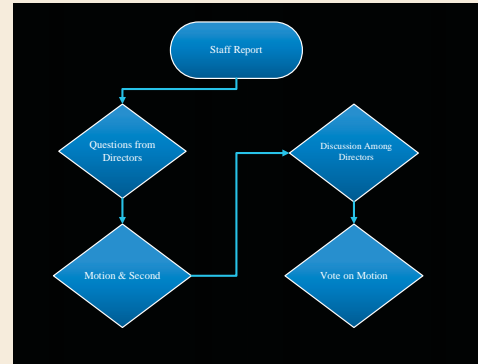 Staff Report
Questions from
Directors
Motion & Second
Discussion Among
Directors
Vote on Motion